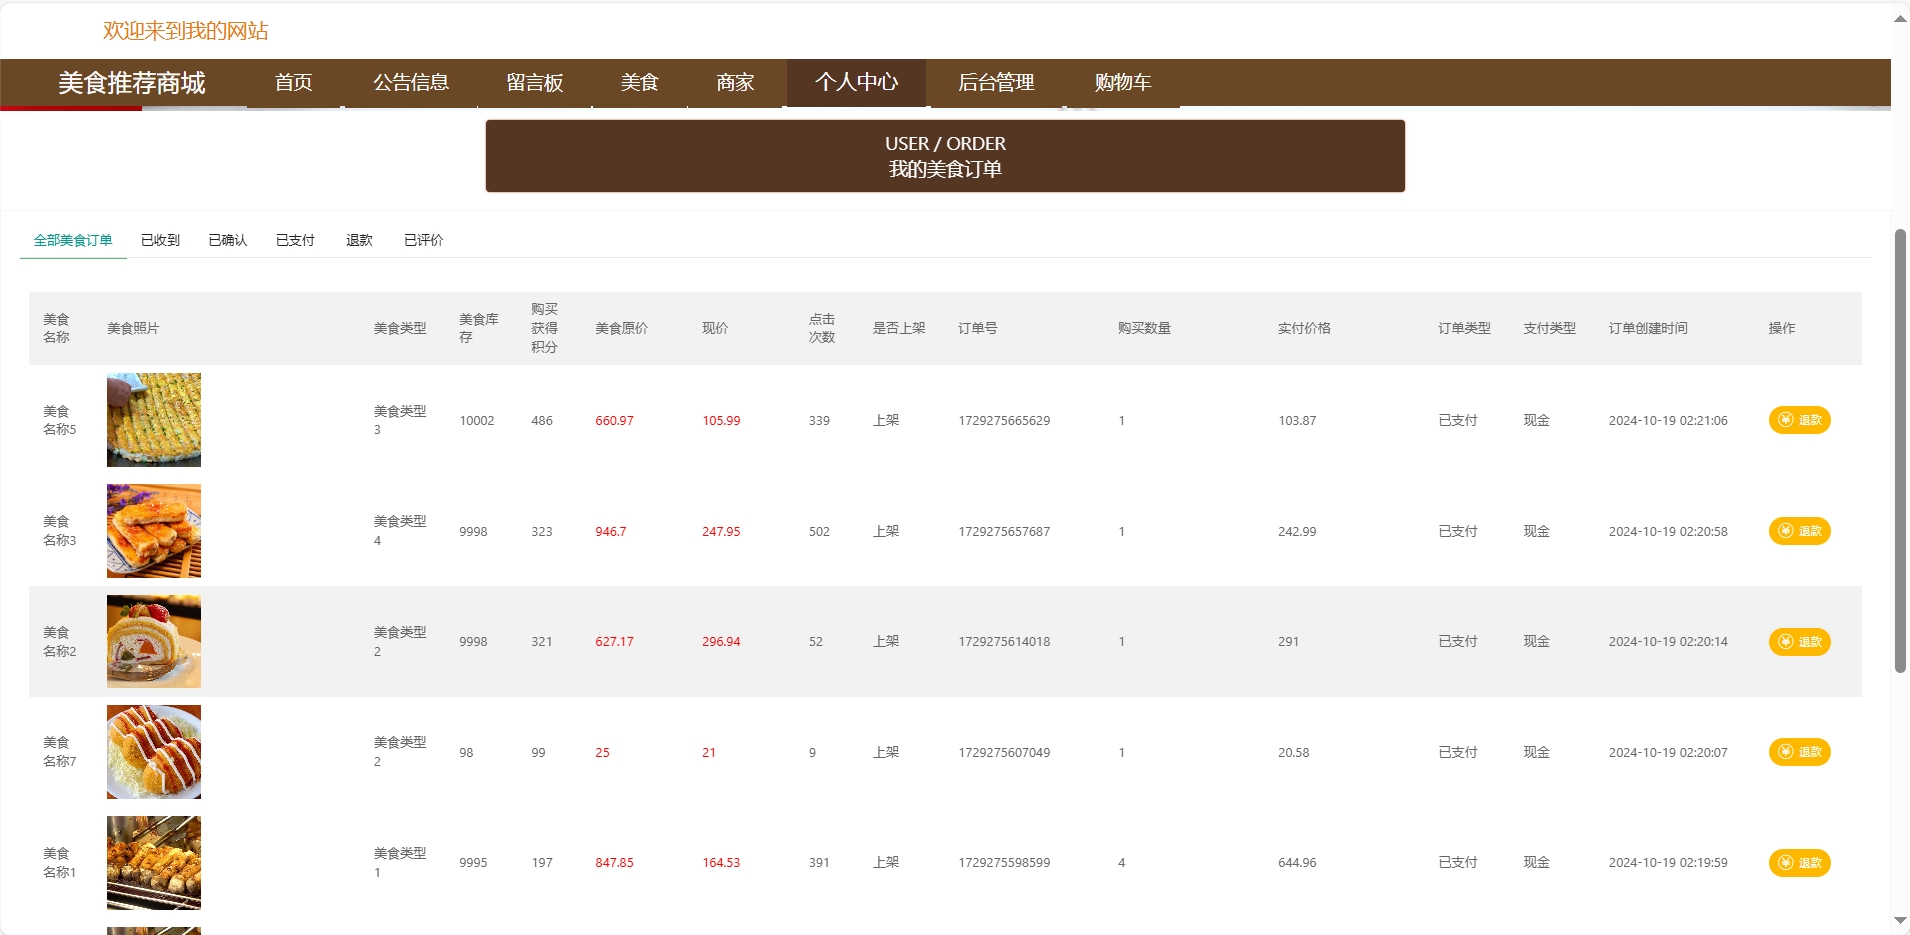 欢迎来到我的网站
美食推荐商城 首页 公告信息 留言板 美食 商家 个人中心 后台管理 购物车
USER / ORDER
我的美食订单
全部美食订单 已收到 已确认 已支付 退款 已评价
美食名称 美食照片 美食类型 美食库存 购买获得积分 美食原价 现价 点击次数 是否上架 订单号 购买数量 实付价格 订单类型 支付类型 订单创建时间 操作
美食名称5 美食类型3 10002 486 660.97 105.99 339 上架 1729275665629 1 103.87 已支付 现金 2024-10-19 02:21:06 退款
美食名称3 美食类型4 9998 323 946.7 247.95 502 上架 1729275657687 1 242.99 已支付 现金 2024-10-19 02:20:58 退款
美食名称2 美食类型2 9998 321 627.17 296.94 52 上架 1729275614018 1 291 已支付 现金 2024-10-19 02:20:14 退款
美食名称7 美食类型2 98 99 25 21 9 上架 1729275607049 1 20.58 已支付 现金 2024-10-19 02:20:07 退款
美食名称1 美食类型1 9995 197 847.85 164.53 391 上架 1729275598599 4 644.96 已支付 现金 2024-10-19 02:19:59 退款